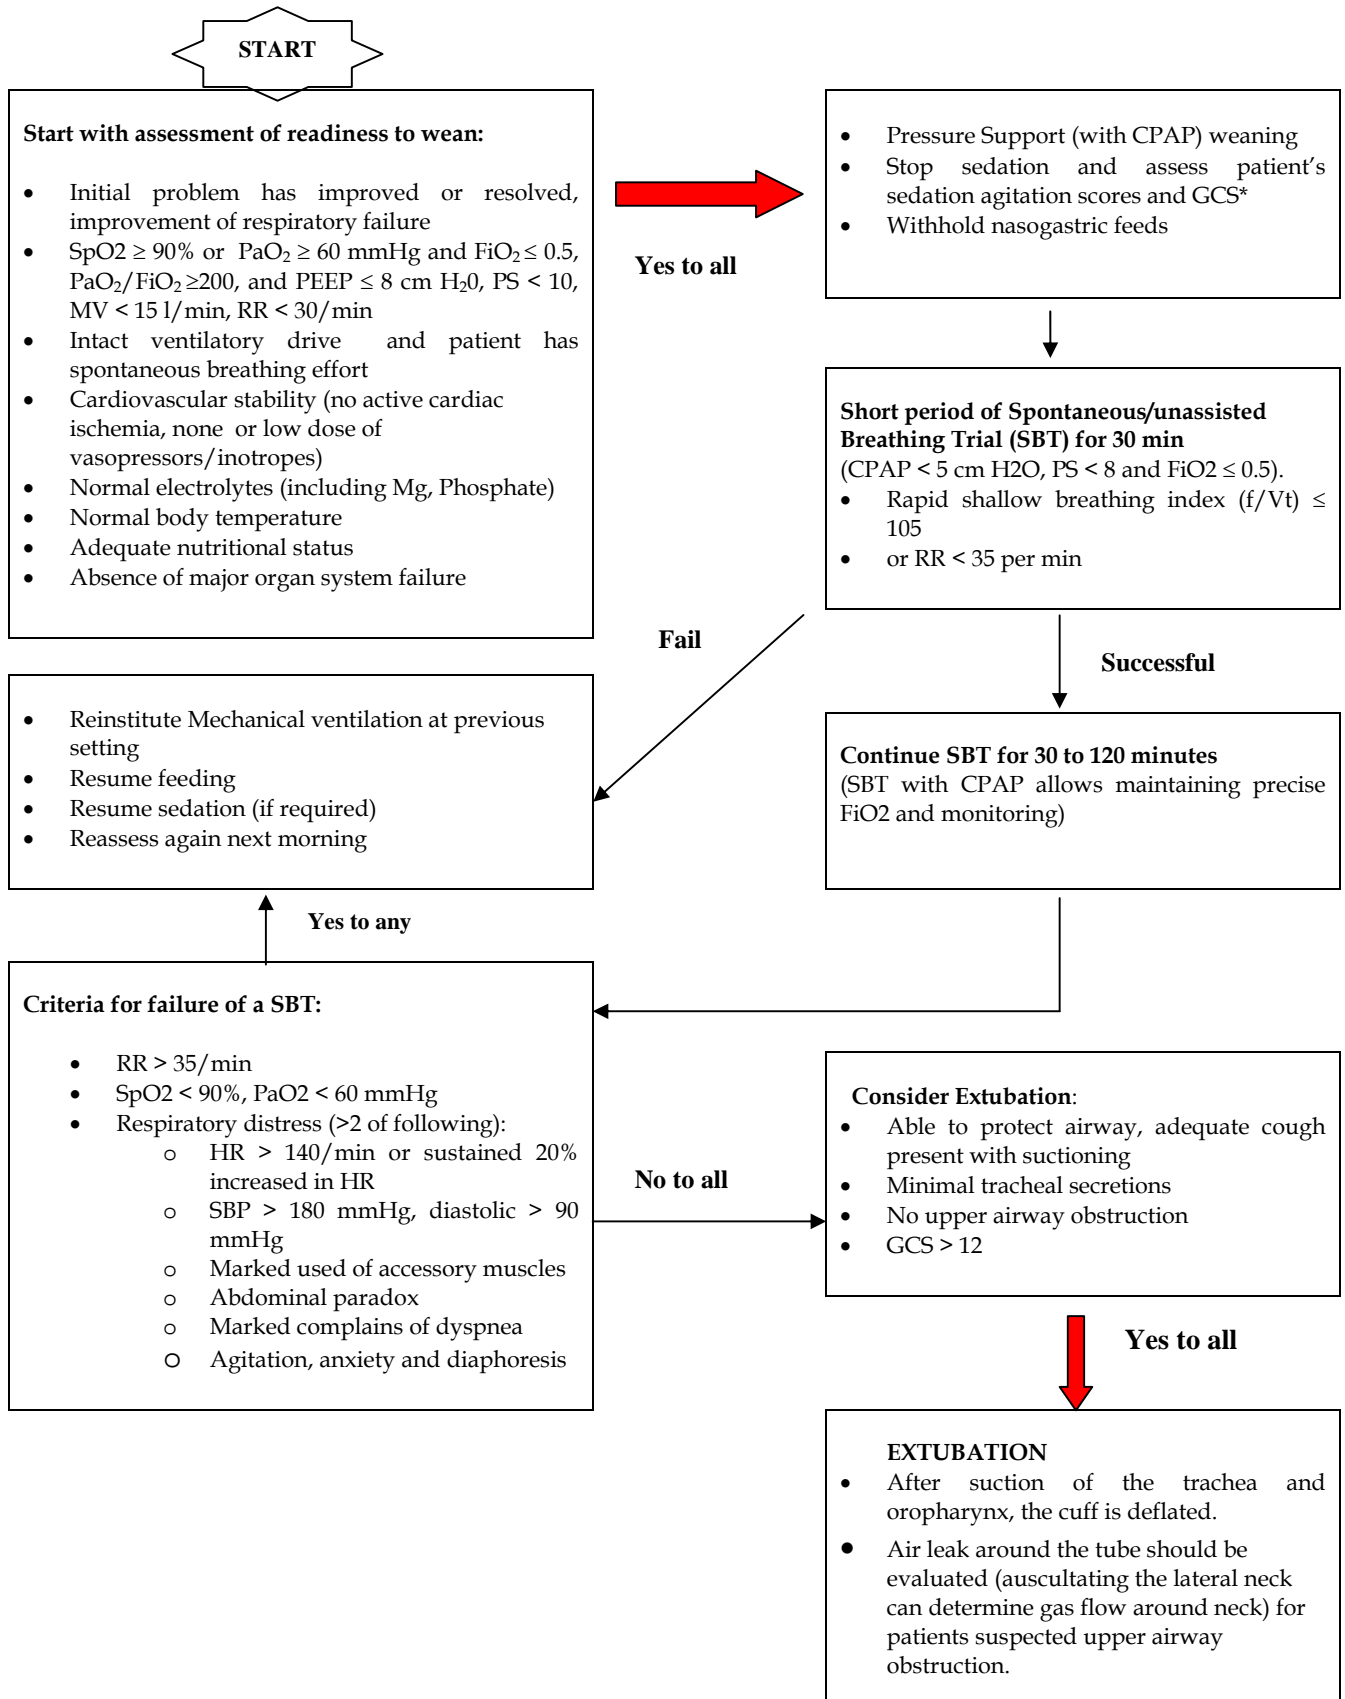 START
Start with assessment of readiness to wean:
• Initial problem has improved or resolved,
improvement of respiratory failure
• SpO2 ≥ 90% or PaO₂ ≥ 60 mmHg and FiO₂ ≤ 0.5,
PaO₂/FiO₂ ≥200, and PEEP ≤ 8 cm H₂0, PS < 10,
MV < 15 l/min, RR < 30/min
• Intact ventilatory drive and patient has
spontaneous breathing effort
• Cardiovascular stability (no active cardiac
ischemia, none or low dose of
vasopressors/inotropes)
• Normal electrolytes (including Mg, Phosphate)
• Normal body temperature
• Adequate nutritional status
• Absence of major organ system failure
Yes to all
• Pressure Support (with CPAP) weaning
• Stop sedation and assess patient's
sedation agitation scores and GCS*
• Withhold nasogastric feeds
Short period of Spontaneous/unassisted
Breathing Trial (SBT) for 30 min
(CPAP < 5 cm H2O, PS < 8 and FiO2 ≤ 0.5).
• Rapid shallow breathing index (f/Vt) ≤
105
• or RR < 35 per min
Fail
Successful
• Reinstitute Mechanical ventilation at previous
setting
• Resume feeding
• Resume sedation (if required)
• Reassess again next morning
Continue SBT for 30 to 120 minutes
(SBT with CPAP allows maintaining precise
FiO2 and monitoring)
Yes to any
Criteria for failure of a SBT:
• RR > 35/min
• SpO2 < 90%, PaO2 < 60 mmHg
• Respiratory distress (>2 of following):
o HR > 140/min or sustained 20%
increased in HR
o SBP > 180 mmHg, diastolic > 90
mmHg
o Marked used of accessory muscles
o Abdominal paradox
o Marked complains of dyspnea
o Agitation, anxiety and diaphoresis
No to all
Consider Extubation:
• Able to protect airway, adequate cough
present with suctioning
• Minimal tracheal secretions
• No upper airway obstruction
• GCS > 12
Yes to all
EXTUBATION
• After suction of the trachea and
oropharynx, the cuff is deflated.
• Air leak around the tube should be
evaluated (auscultating the lateral neck
can determine gas flow around neck) for
patients suspected upper airway
obstruction.